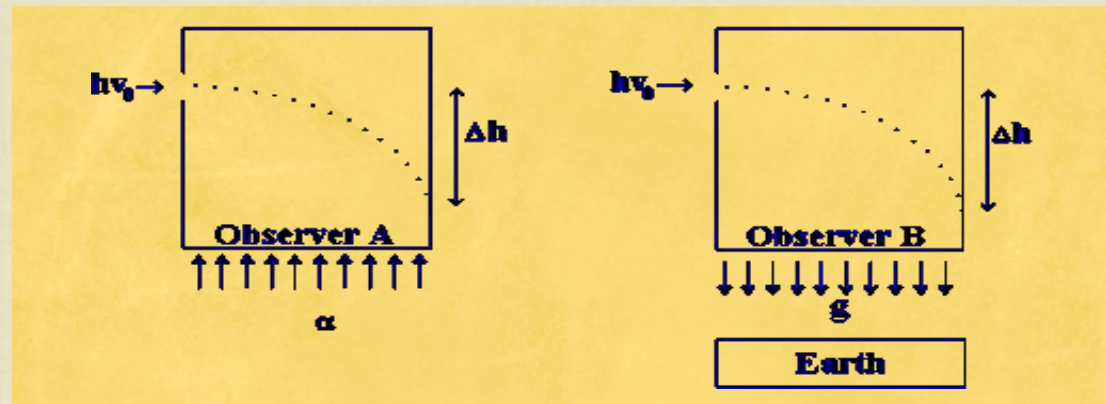 hν₀→
Δh
Observer A
α
hν₀→
Δh
Observer B
g
Earth